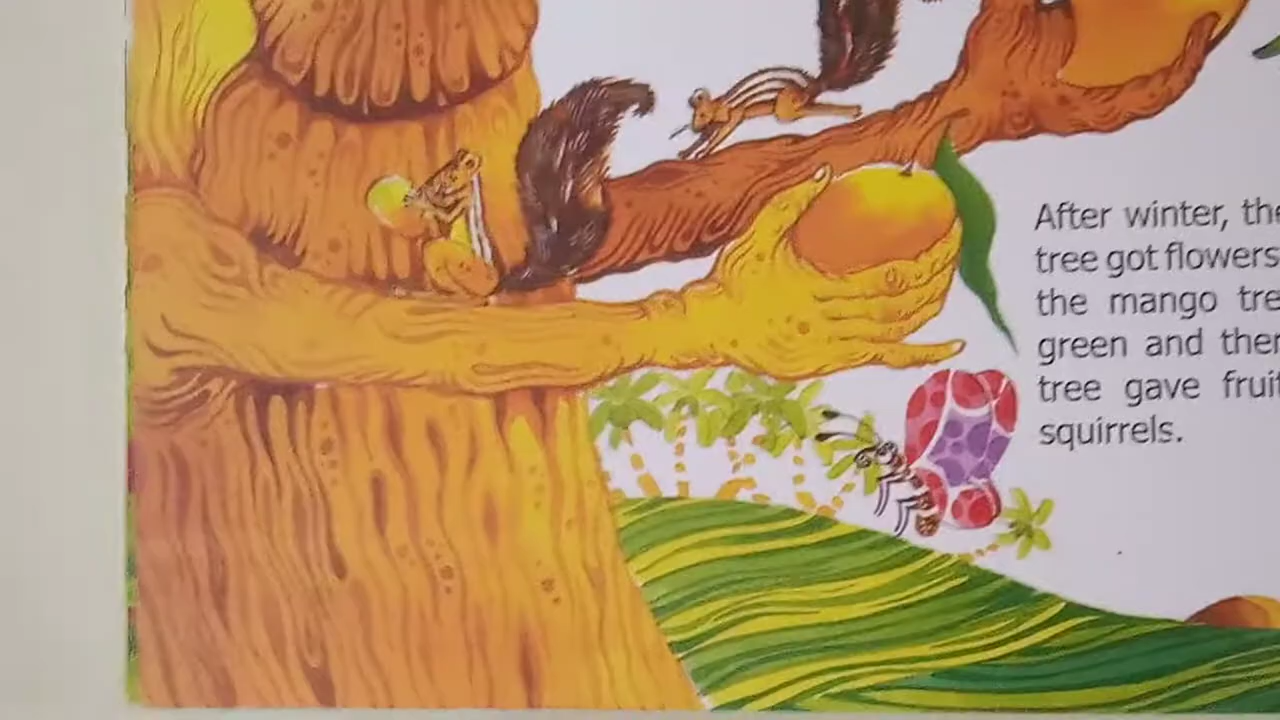 After winter, the
tree got flowers
the mango tre
green and then
tree gave fruit
squirrels.